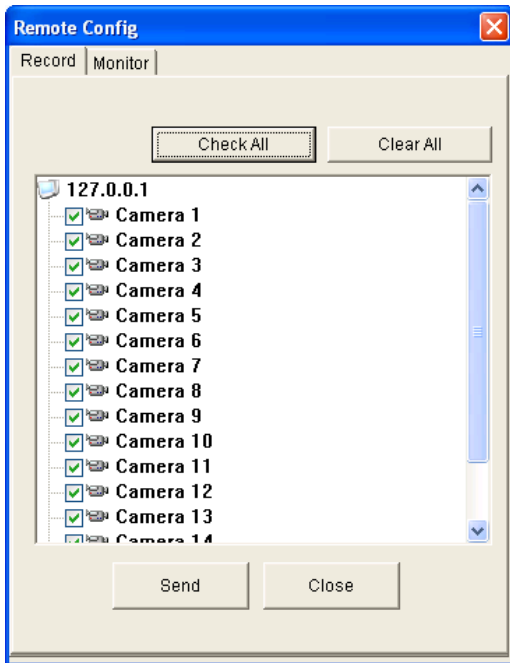 Remote Config
Record Monitor
Check All Clear All
127.0.0.1
Camera 1
Camera 2
Camera 3
Camera 4
Camera 5
Camera 6
Camera 7
Camera 8
Camera 9
Camera 10
Camera 11
Camera 12
Camera 13
Camera 14
Send Close